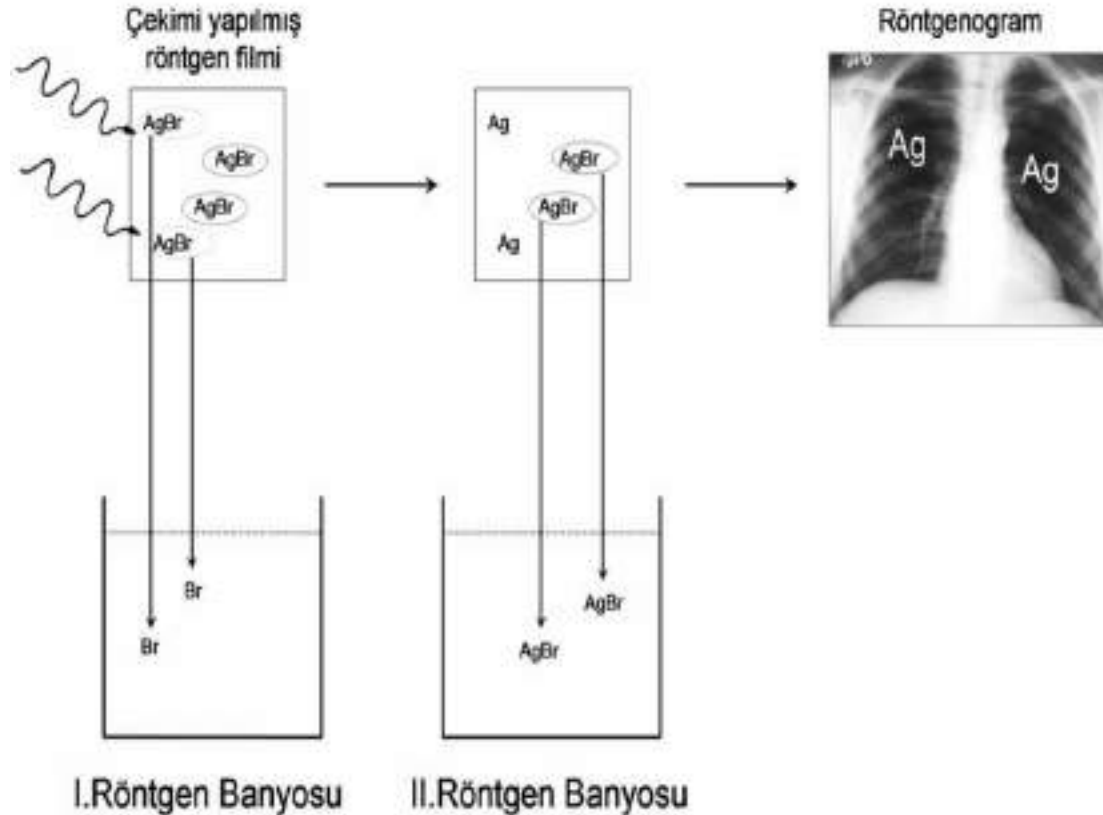 Çekimi yapılmış
röntgen filmi
Röntgenogram
AgBr
AgBr
AgBr
AgBr
Ag
AgBr
AgBr
Ag
Ag
Ag
Br
Br
AgBr
AgBr
I.Röntgen Banyosu
II.Röntgen Banyosu